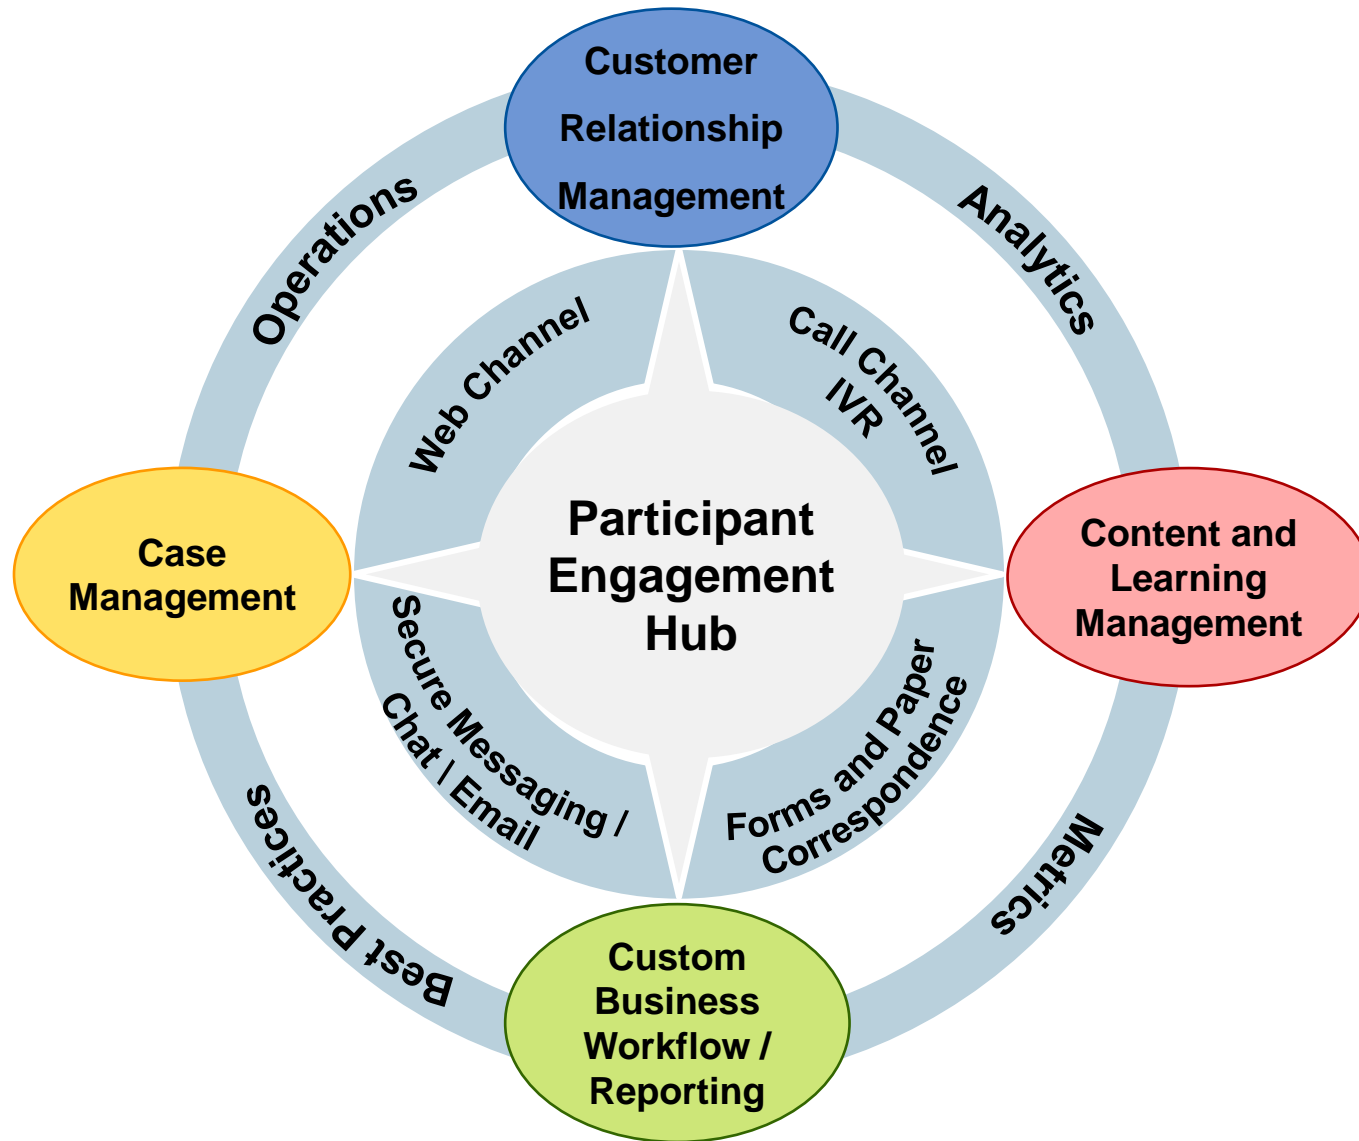 Customer
Relationship
Management
Operations
Analytics
Web Channel
Call Channel
IVR
Participant
Engagement
Hub
Case
Management
Content and
Learning
Management
Secure Messaging /
Chat \ Email
Forms and Paper
Correspondence
Best Practices
Metrics
Custom
Business
Workflow /
Reporting